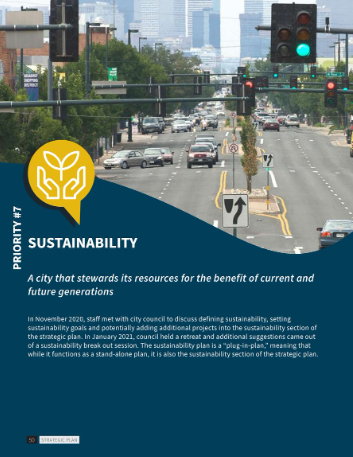 PRIORITY #7
SUSTAINABILITY
A city that stewards its resources for the benefit of current and
future generations
In November 2020, staff met with city council to discuss defining sustainability, setting
sustainability goals and potentially adding additional projects into the sustainability section of
the strategic plan. In January 2021, council held a retreat and additional suggestions came out
of a sustainability break out session. The sustainability plan is a "plug-in-plan," meaning that
while it functions as a stand-alone plan, it is also the sustainability section of the strategic plan.
50 STRATEGIC PLAN